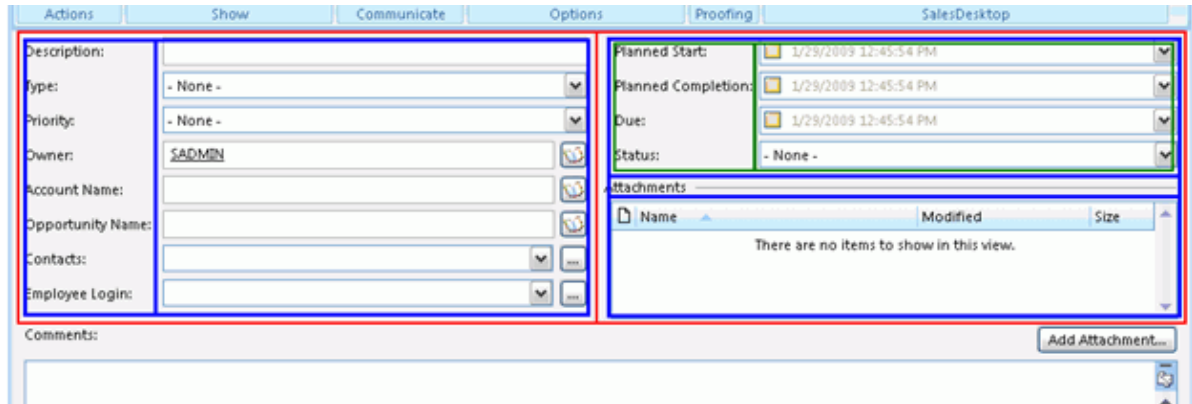 Actions Show Communicate Options Proofing SalesDesktop
Description:
Type: - None -
Priority: - None -
Owner: SADMIN
Account Name:
Opportunity Name:
Contacts:
...
Employee Login:
...
Planned Start: 1/29/2009 12:45:54 PM
Planned Completion: 1/29/2009 12:45:54 PM
Due: 1/29/2009 12:45:54 PM
Status: - None -
Attachments
Name Modified Size
There are no items to show in this view.
Comments:
Add Attachment...